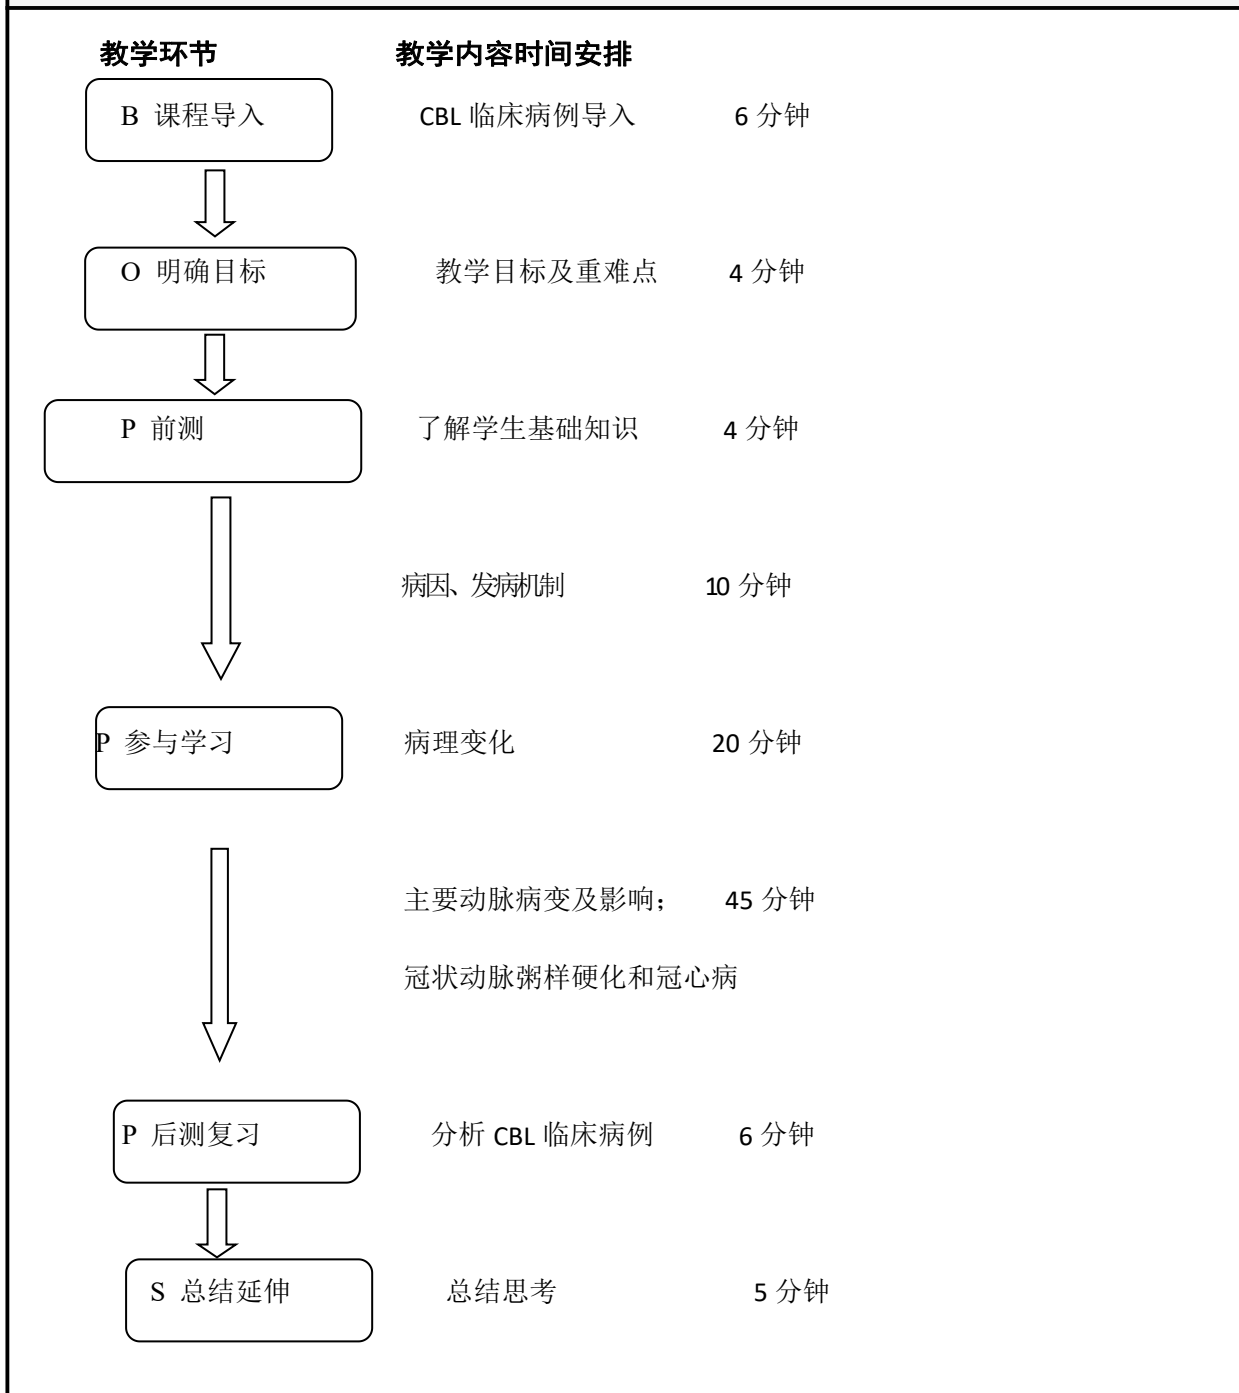 教学环节 教学内容时间安排
B 课程导入 CBL 临床病例导入 6 分钟
O 明确目标 教学目标及重难点 4 分钟
P 前测 了解学生基础知识 4 分钟
病因、发病机制 10 分钟
P 参与学习 病理变化 20 分钟
主要动脉病变及影响； 45 分钟
冠状动脉粥样硬化和冠心病
P 后测复习 分析 CBL 临床病例 6 分钟
S 总结延伸 总结思考 5 分钟